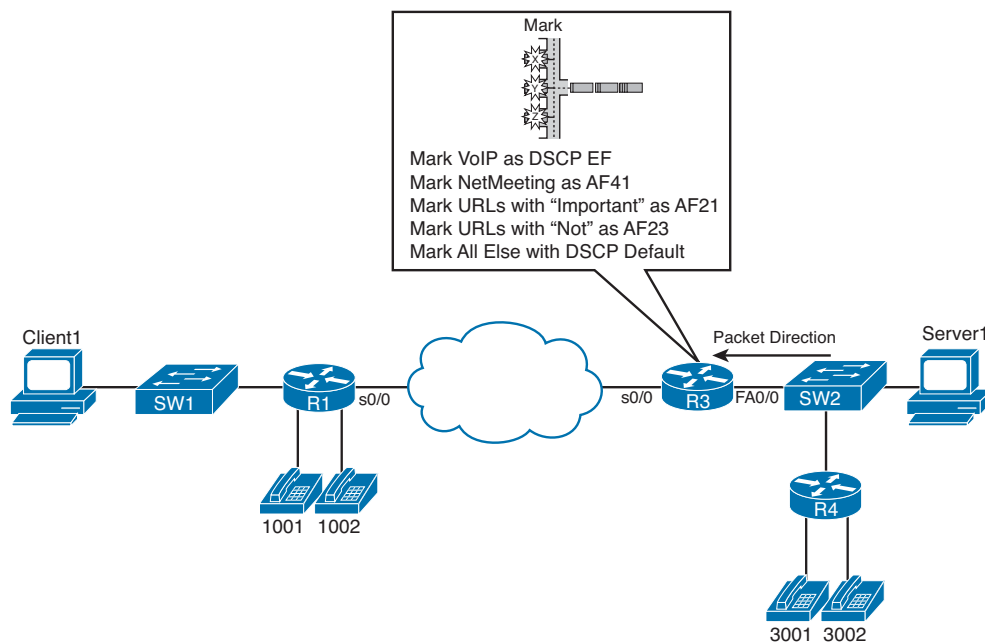 Mark
X
Y
Z
Mark VoIP as DSCP EF
Mark NetMeeting as AF41
Mark URLs with “Important” as AF21
Mark URLs with “Not” as AF23
Mark All Else with DSCP Default
Client1
Packet Direction
Server1
SW1
R1
s0/0
s0/0
R3
FA0/0
SW2
1001
1002
R4
3001
3002